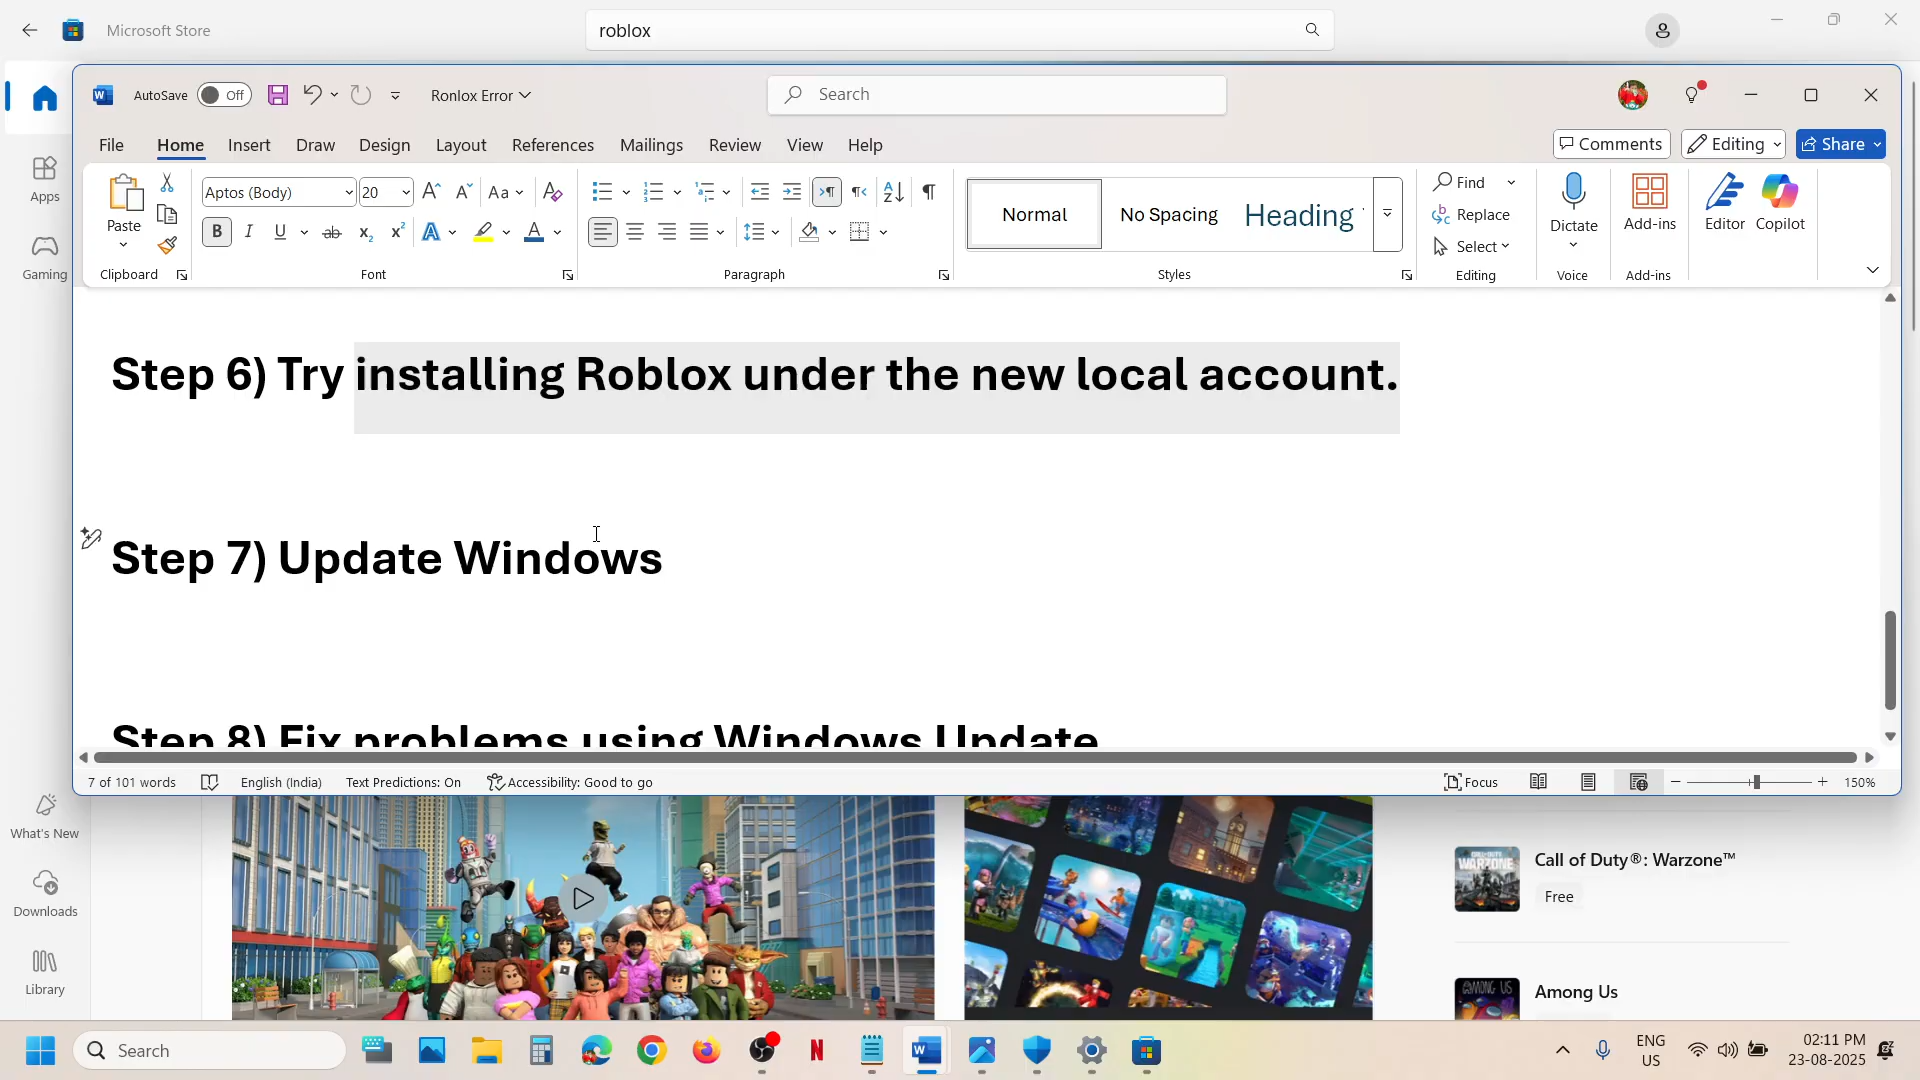 Microsoft Store
roblox
AutoSave Off
Ronlox Error
Search
File Home Insert Draw Design Layout References Mailings Review View Help
Comments Editing Share
Aptos (Body) 20
Paste
Clipboard Font Paragraph Styles Editing Voice Add-ins
Normal
No Spacing
Heading
Find
Replace
Select
Dictate
Add-ins
Editor
Copilot
Home
Apps
Gaming
What's New
Downloads
Library
Step 6) Try installing Roblox under the new local account.
Step 7) Update Windows
Step 8) Fix problems using Windows Update
7 of 101 words English (India) Text Predictions: On Accessibility: Good to go Focus 150%
Call of Duty®: Warzone™
Free
Among Us
Search
ENG
US
02:11 PM
23-08-2025